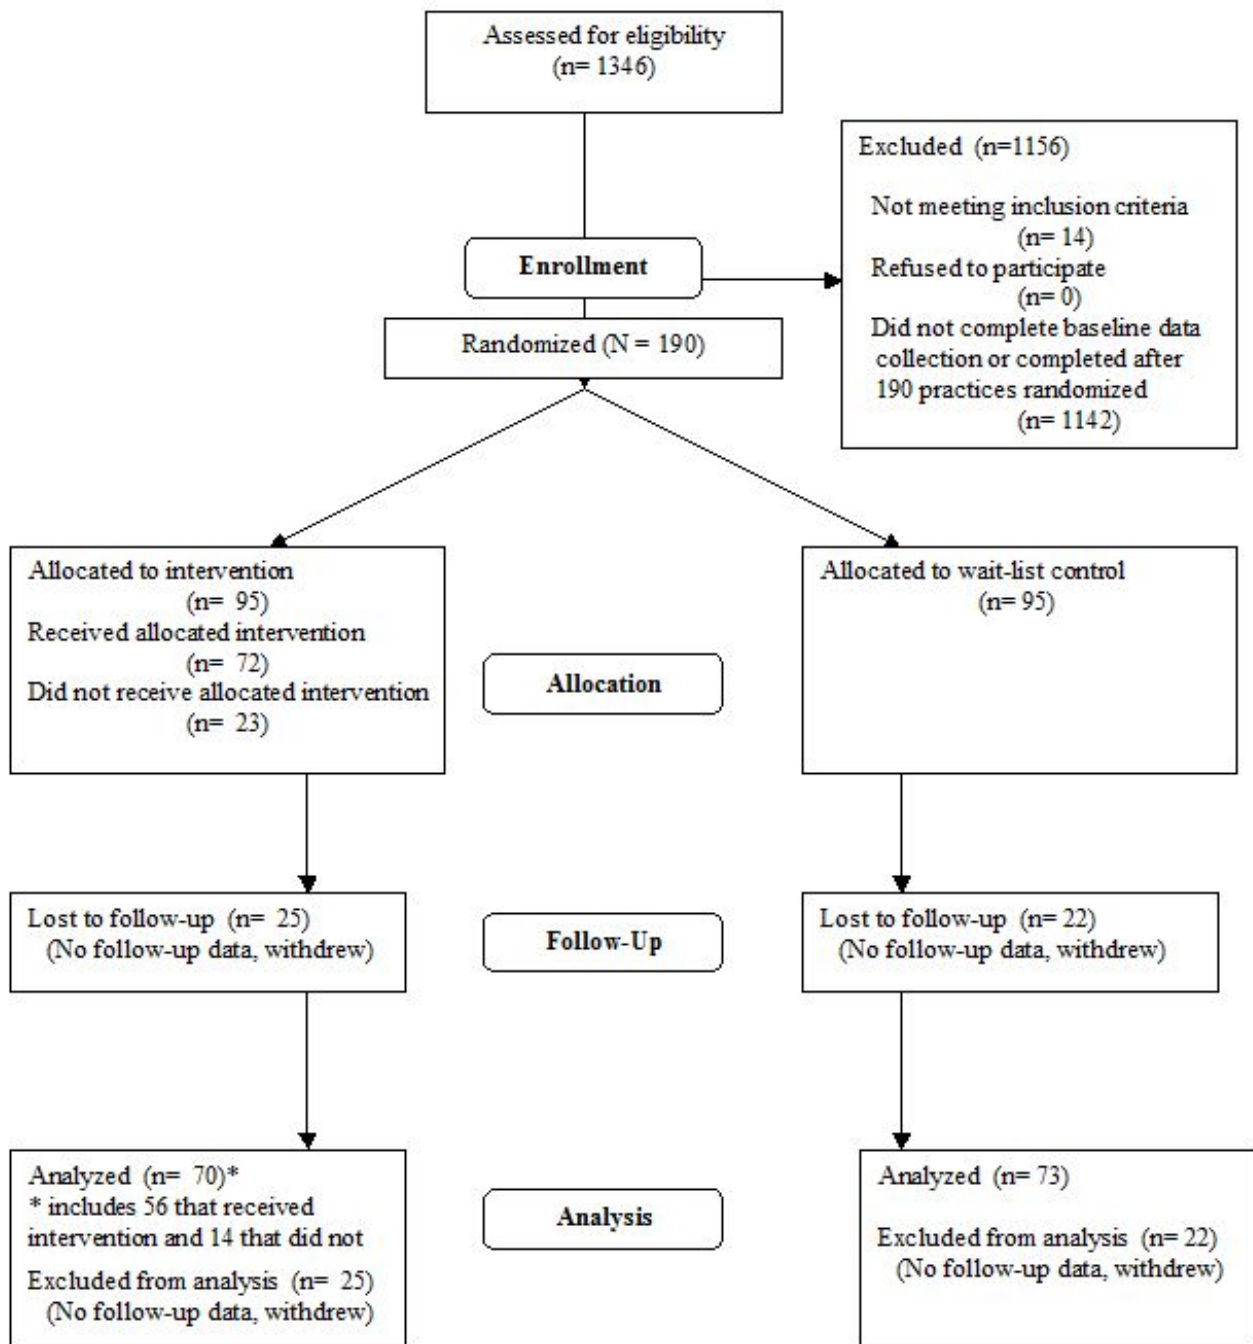 Assessed for eligibility
(n= 1346)
Excluded (n=1156)
Not meeting inclusion criteria
(n= 14)
Refused to participate
(n= 0)
Did not complete baseline data
collection or completed after
190 practices randomized
(n= 1142)
Enrollment
Randomized (N = 190)
Allocated to intervention
(n= 95)
Received allocated intervention
(n= 72)
Did not receive allocated intervention
(n= 23)
Allocated to wait-list control
(n= 95)
Allocation
Lost to follow-up (n= 25)
(No follow-up data, withdrew)
Follow-Up
Lost to follow-up (n= 22)
(No follow-up data, withdrew)
Analyzed (n= 70)*
* includes 56 that received
intervention and 14 that did not
Excluded from analysis (n= 25)
(No follow-up data, withdrew)
Analysis
Analyzed (n= 73)
Excluded from analysis (n= 22)
(No follow-up data, withdrew)